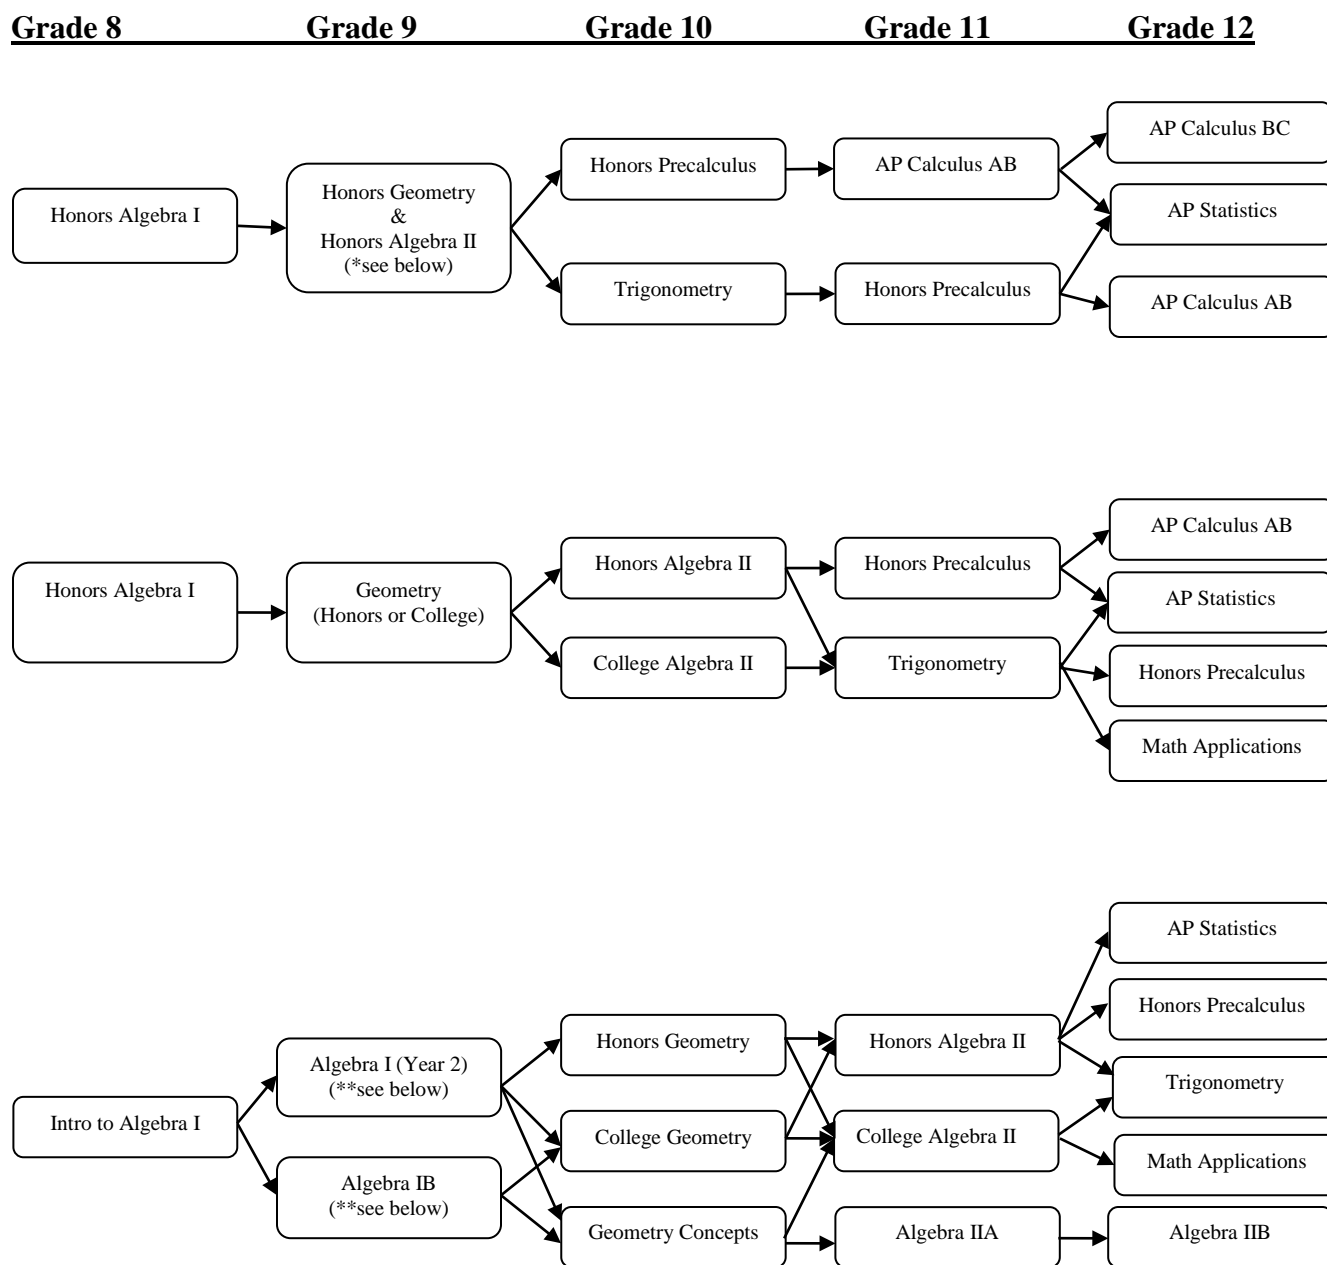 Grade 8 Grade 9 Grade 10 Grade 11 Grade 12
Honors Algebra I
Honors Geometry
&
Honors Algebra II
(*see below)
Honors Precalculus
Trigonometry
AP Calculus AB
Honors Precalculus
AP Calculus BC
AP Statistics
AP Calculus AB
Honors Algebra I
Geometry
(Honors or College)
Honors Algebra II
College Algebra II
Honors Precalculus
Trigonometry
AP Calculus AB
AP Statistics
Honors Precalculus
Math Applications
Intro to Algebra I
Algebra I (Year 2)
(**see below)
Algebra IB
(**see below)
Honors Geometry
College Geometry
Geometry Concepts
Honors Algebra II
College Algebra II
Algebra IIA
AP Statistics
Honors Precalculus
Trigonometry
Math Applications
Algebra IIB